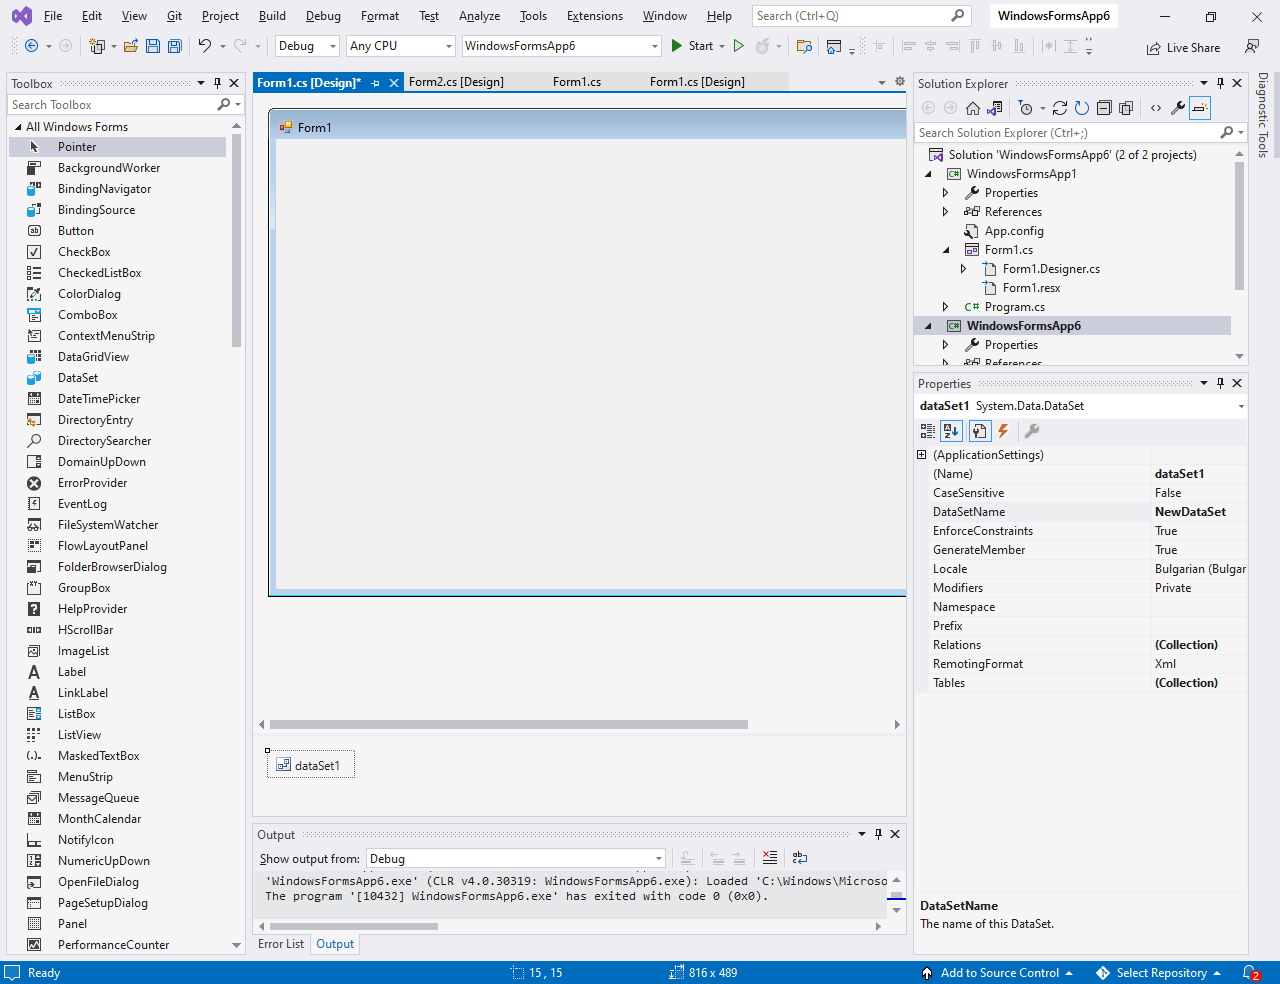 File Edit View Git Project Build Debug Format Test Analyze Tools Extensions Window Help Search (Ctrl+Q) WindowsFormsApp6
Debug Any CPU WindowsFormsApp6 Start Live Share
Toolbox
Search Toolbox
All Windows Forms
Pointer
BackgroundWorker
BindingNavigator
BindingSource
Button
CheckBox
CheckedListBox
ColorDialog
ComboBox
ContextMenuStrip
DataGridView
DataSet
DateTimePicker
DirectoryEntry
DirectorySearcher
DomainUpDown
ErrorProvider
EventLog
FileSystemWatcher
FlowLayoutPanel
FolderBrowserDialog
GroupBox
HelpProvider
HScrollBar
ImageList
Label
LinkLabel
ListBox
ListView
MaskedTextBox
MenuStrip
MessageQueue
MonthCalendar
NotifyIcon
NumericUpDown
OpenFileDialog
PageSetupDialog
Panel
PerformanceCounter
Form1.cs [Design]* Form2.cs [Design] Form1.cs Form1.cs [Design]
Form1
dataSet1
Output
Show output from: Debug
'WindowsFormsApp6.exe' (CLR v4.0.30319: WindowsFormsApp6.exe): Loaded 'C:\Windows\Microso
The program '[10432] WindowsFormsApp6.exe' has exited with code 0 (0x0).
Error List Output
Solution Explorer
Search Solution Explorer (Ctrl+;)
Solution 'WindowsFormsApp6' (2 of 2 projects)
WindowsFormsApp1
Properties
References
App.config
Form1.cs
Form1.Designer.cs
Form1.resx
Program.cs
WindowsFormsApp6
Properties
References
Properties
dataSet1 System.Data.DataSet
(ApplicationSettings)
(Name) dataSet1
CaseSensitive False
DataSetName NewDataSet
EnforceConstraints True
GenerateMember True
Locale Bulgarian (Bulgar
Modifiers Private
Namespace
Prefix
Relations (Collection)
RemotingFormat Xml
Tables (Collection)
DataSetName
The name of this DataSet.
Diagnostic Tools
Ready 15 , 15 816 x 489 Add to Source Control Select Repository 2